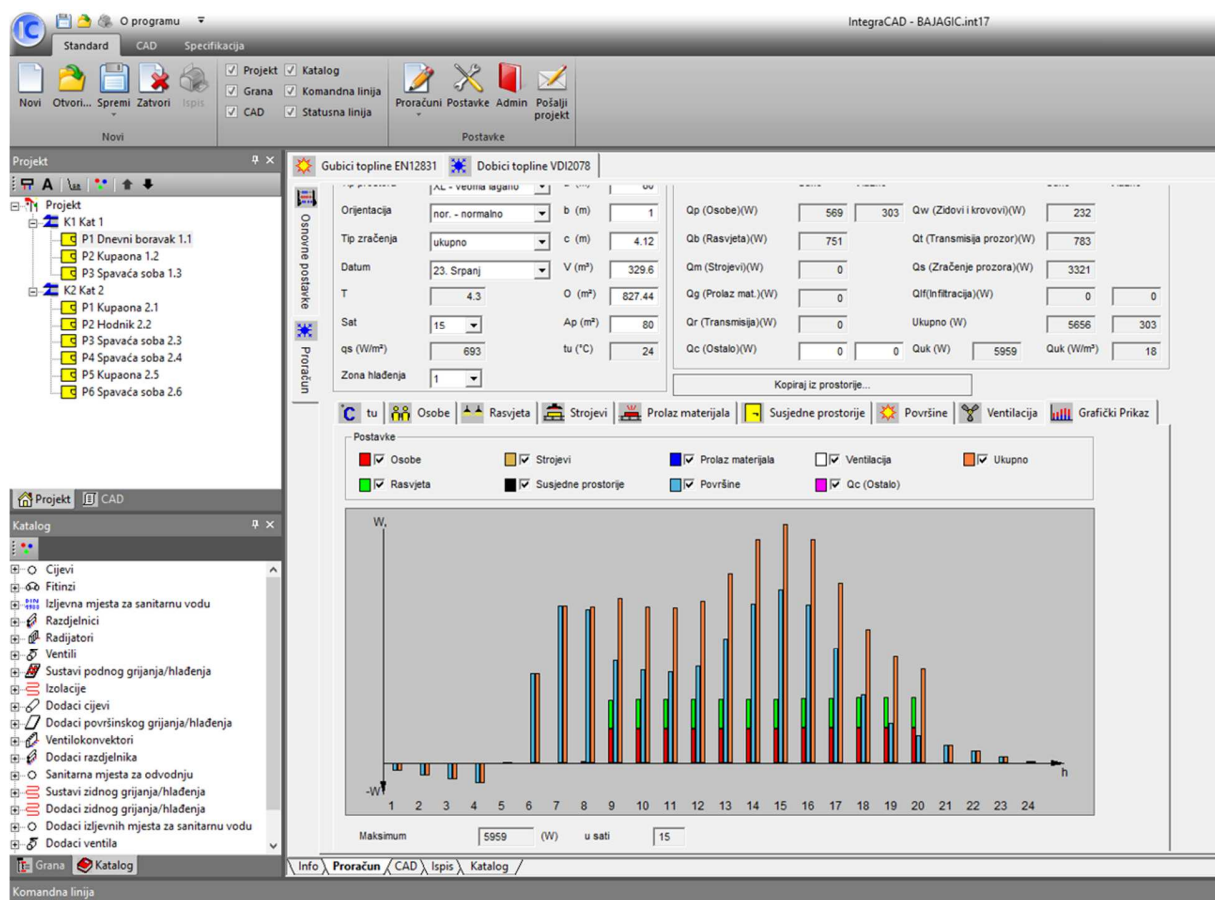 O programu
IntegraCAD - BAJAGIC.int17
Standard CAD Specifikacija
Novi Otvori... Spremi Zatvori Ispis
Projekt Katalog
Grana Komandna linija
CAD Statusna linija
Proračuni Postavke Admin Pošalji projekt
Novi Postavke
Projekt
Projekt
K1 Kat 1
P1 Dnevni boravak 1.1
P2 Kupaona 1.2
P3 Spavaća soba 1.3
K2 Kat 2
P1 Kupaona 2.1
P2 Hodnik 2.2
P3 Spavaća soba 2.3
P4 Spavaća soba 2.4
P5 Kupaona 2.5
P6 Spavaća soba 2.6
Projekt CAD
Katalog
Cijevi
Fitinzi
Izljevna mjesta za sanitarnu vodu
Razdjelnici
Radijatori
Ventili
Sustavi podnog grijanja/hlađenja
Izolacije
Dodaci cijevi
Dodaci površinskog grijanja/hlađenja
Ventilokonvektori
Dodaci razdjelnika
Sanitarna mjesta za odvodnju
Sustavi zidnog grijanja/hlađenja
Dodaci zidnog grijanja/hlađenja
Dodaci izljevnih mjesta za sanitarnu vodu
Dodaci ventila
Grana Katalog
Komandna linija
Gubici topline EN12831 Dobici topline VDI2078
Osnovne postavke
Proračun
Orijentacija nor. - normalno b (m) 1
Tip zračenja ukupno c (m) 4.12
Datum 23. Srpanj V (m³) 329.6
T 4.3 O (m²) 827.44
Sat 15 Ap (m²) 80
qs (W/m²) 693 tu (°C) 24
Zona hlađenja 1
Qp (Osobe)(W) 569 303 Qw (Zidovi i krovovi)(W) 232
Qb (Rasvjeta)(W) 751 Qt (Transmisija prozor)(W) 783
Qm (Strojevi)(W) 0 Qs (Zračenje prozora)(W) 3321
Qg (Prolaz mat.)(W) 0 Qlf(Infiltracija)(W) 0 0
Qr (Transmisija)(W) 0 Ukupno (W) 5656 303
Qc (Ostalo)(W) 0 0 Quk (W) 5959 Quk (W/m³) 18
Kopiraj iz prostorije...
°C tu Osobe Rasvjeta Strojevi Prolaz materijala Susjedne prostorije Površine Ventilacija Grafički Prikaz
Postavke
Osobe Strojevi Prolaz materijala Ventilacija Ukupno
Rasvjeta Susjedne prostorije Površine Qc (Ostalo)
W
h
-W
1 2 3 4 5 6 7 8 9 10 11 12 13 14 15 16 17 18 19 20 21 22 23 24
Maksimum 5959 (W) u sati 15
Info Proračun CAD Ispis Katalog